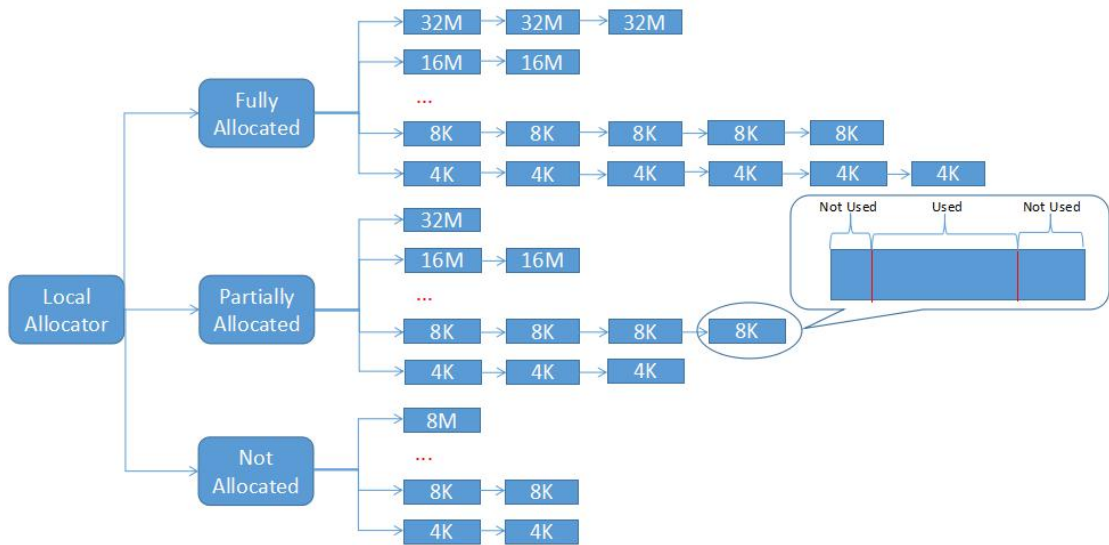 32M 32M 32M
16M 16M
...
8K 8K 8K 8K 8K
4K 4K 4K 4K 4K 4K
Fully
Allocated
Not Used Used Not Used
32M
16M 16M
...
8K 8K 8K 8K
4K 4K 4K
Local
Allocator
Partially
Allocated
8M
...
8K 8K
4K 4K
Not
Allocated